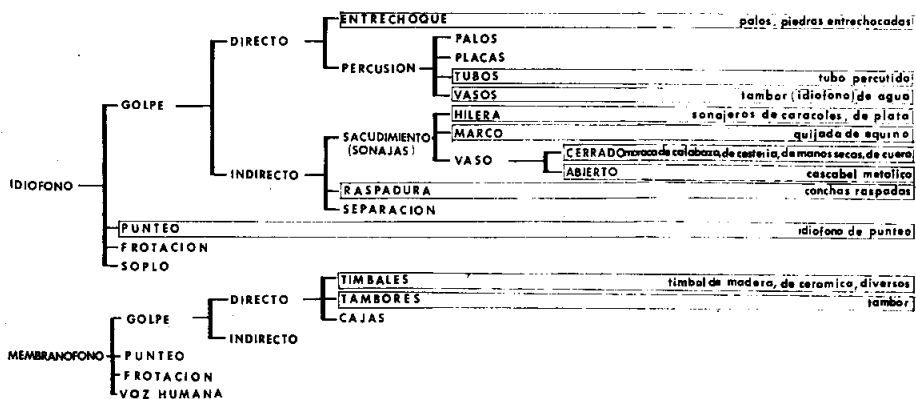 ENTRECHOQUE palos, piedras entrechocadas
DIRECTO
PALOS
PLACAS
PERCUSION
TUBOS tubo percutido
GOLPE
VASOS tambor (idiofono) de agua
HILERA sonajeros de caracoles, de plata
SACUDIMIENTO
(SONAJAS)
MARCO quijada de equino
CERRADO maraca de calabaza, de cesteria, de manos secas, de cuero
VASO
INDIRECTO
ABIERTO cascabel metalico
IDIOFONO
RASPADURA conchas raspadas
SEPARACION
PUNTEO idiofono de punteo
FROTACION
SOPLO
TIMBALES timbal de madera, de ceramica, diversos
DIRECTO
TAMBORES tambor
GOLPE
CAJAS
INDIRECTO
MEMBRANOFONO
PUNTEO
FROTACION
VOZ HUMANA